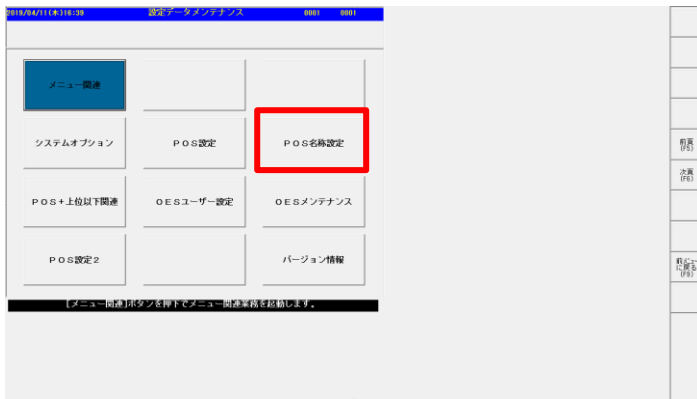 2019/04/11(木)16:39 設定データメンテナンス 0001 0001
メニュー関連
システムオプション POS設定 POS名称設定
POS+上位以下関連 OESユーザー設定 OESメンテナンス
POS設定2 バージョン情報
[メニュー関連]ボタンを押下でメニュー関連業務を起動します。
前頁
(F5)
次頁
(F6)
前メニュー
に戻る
(F9)